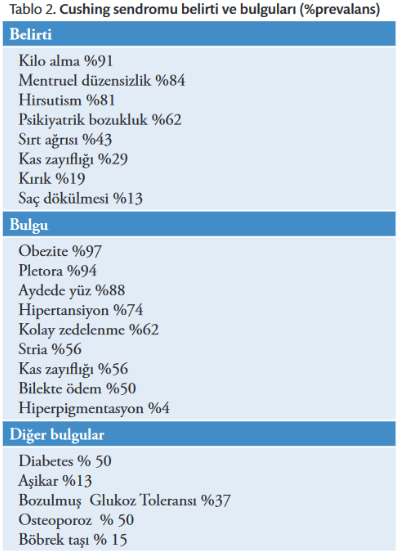 Tablo 2. Cushing sendromu belirti ve bulguları (%prevalans)
Belirti
Kilo alma %91
Mentruel düzensizlik %84
Hirsutism %81
Psikiyatrik bozukluk %62
Sırt ağrısı %43
Kas zayıflığı %29
Kırık %19
Saç dökülmesi %13
Bulgu
Obezite %97
Pletora %94
Aydede yüz %88
Hipertansiyon %74
Kolay zedelenme %62
Stria %56
Kas zayıflığı %56
Bilekte ödem %50
Hiperpigmentasyon %4
Diğer bulgular
Diabetes % 50
Aşikar %13
Bozulmuş Glukoz Toleransı %37
Osteoporoz % 50
Böbrek taşı % 15